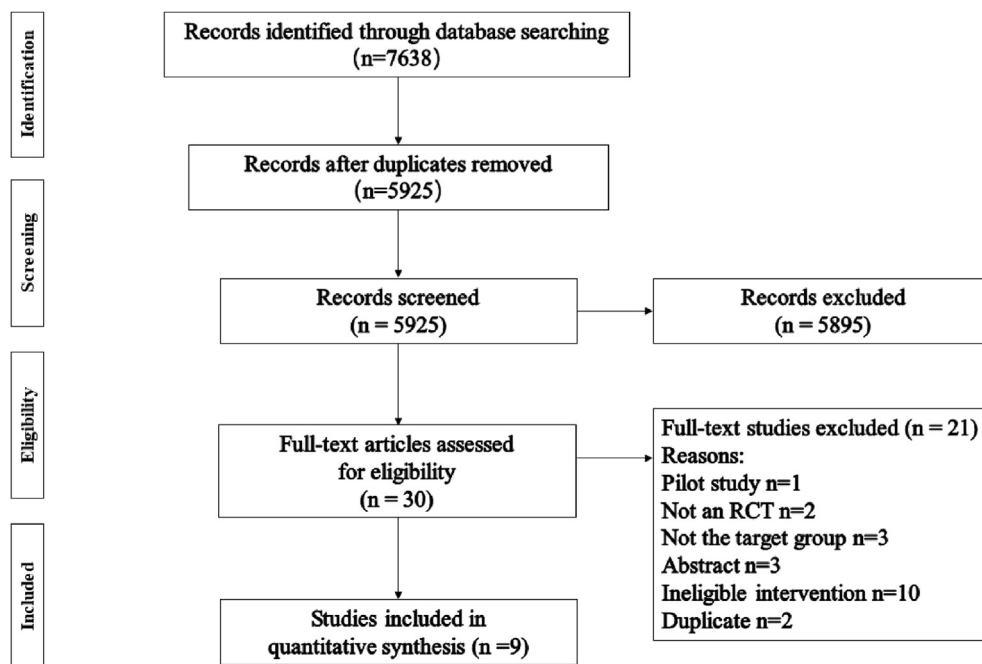 Identification
Records identified through database searching
(n=7638)
Records after duplicates removed
(n=5925)
Screening
Records screened
(n = 5925)
Records excluded
(n = 5895)
Eligibility
Full-text articles assessed
for eligibility
(n = 30)
Full-text studies excluded (n = 21)
Reasons:
Pilot study n=1
Not an RCT n=2
Not the target group n=3
Abstract n=3
Ineligible intervention n=10
Duplicate n=2
Included
Studies included in
quantitative synthesis (n =9)